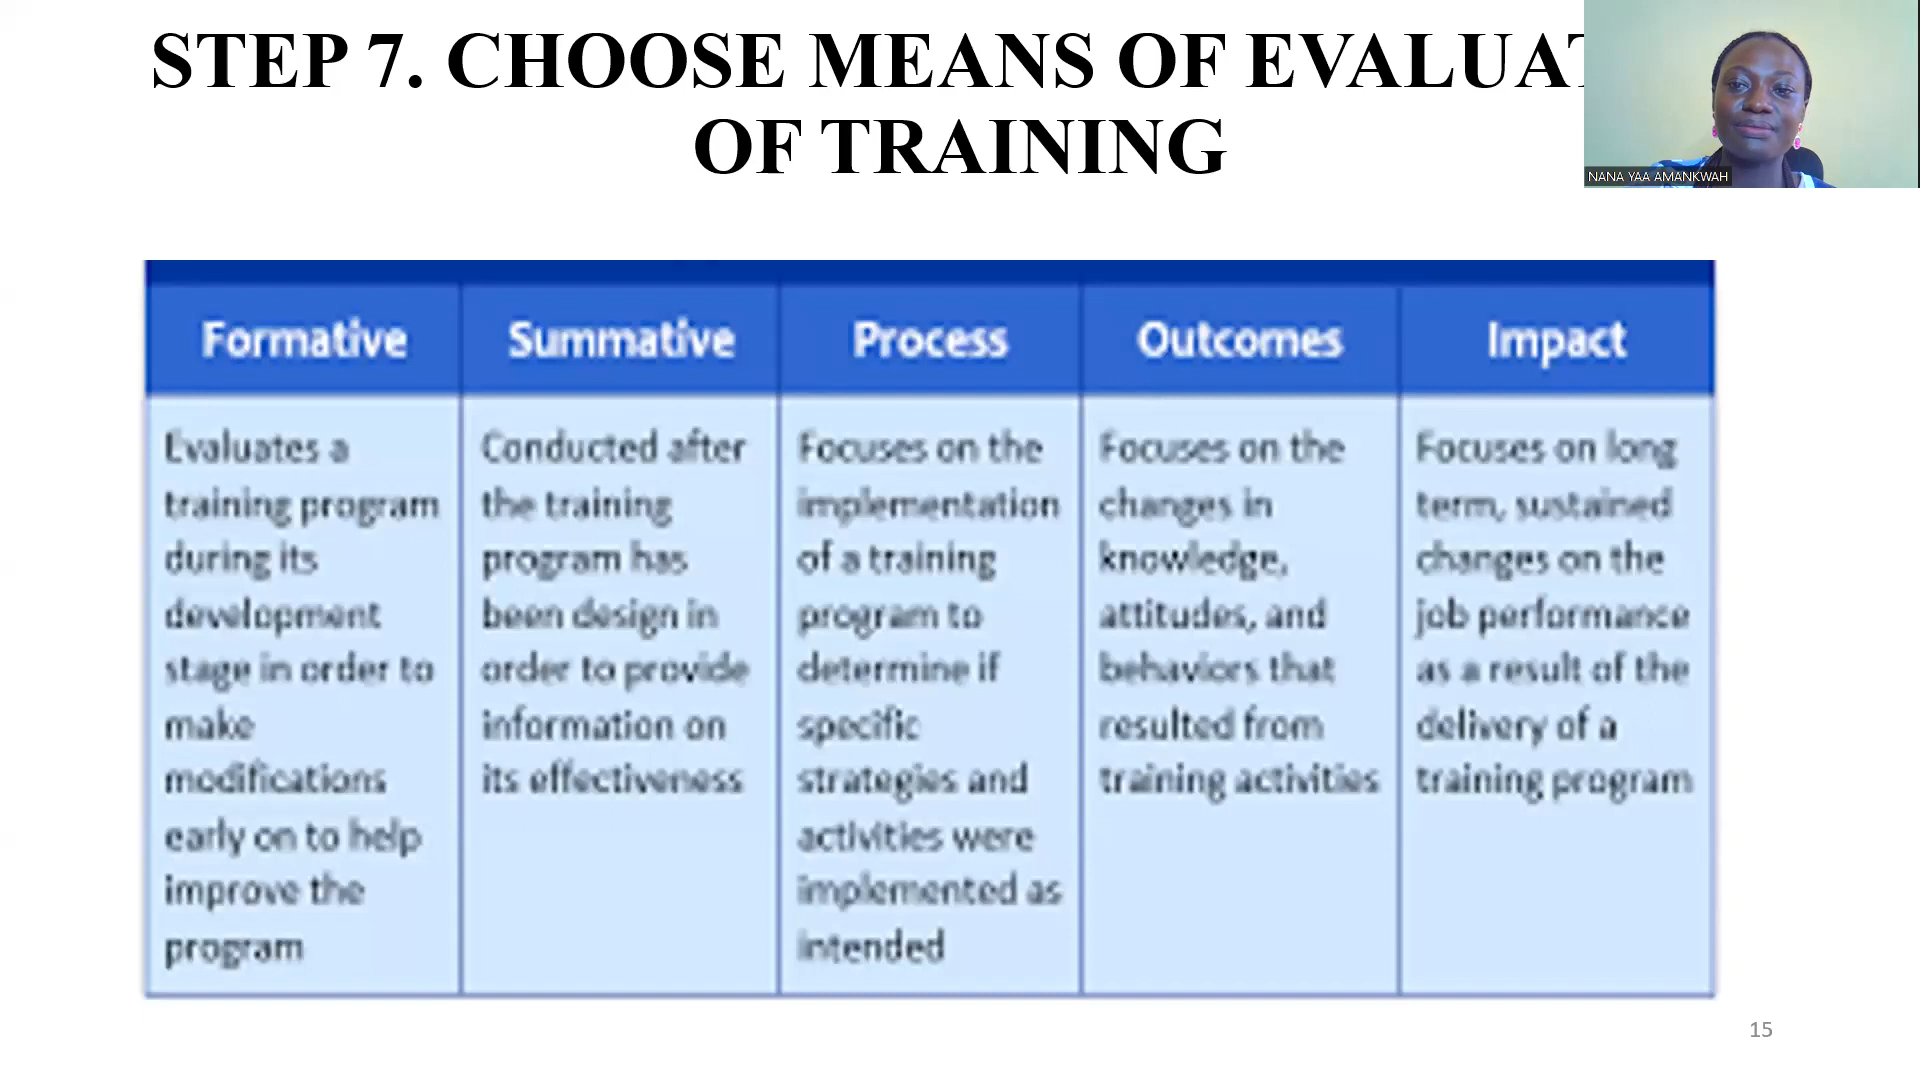 STEP 7. CHOOSE MEANS OF EVALUAT
OF TRAINING
NANA YAA AMANKWAH
Formative
Evaluates a
training program
during its
development
stage in order to
make
modifications
early on to help
improve the
program
Summative
Conducted after
the training
program has
been design in
order to provide
information on
its effectiveness
Process
Focuses on the
implementation
of a training
program to
determine if
specific
strategies and
activities were
implemented as
intended
Outcomes
Focuses on the
changes in
knowledge,
attitudes, and
behaviors that
resulted from
training activities
Impact
Focuses on long
term, sustained
changes on the
job performance
as a result of the
delivery of a
training program
15